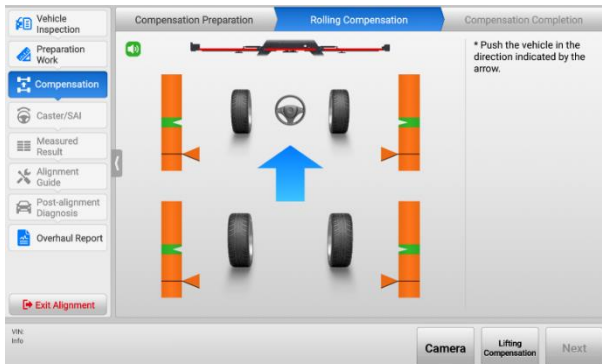 Vehicle
Inspection
Preparation
Work
Compensation
Caster/SAI
Measured
Result
Alignment
Guide
Post-alignment
Diagnosis
Overhaul Report
Exit Alignment
Compensation Preparation
Rolling Compensation
Compensation Completion
* Push the vehicle in the
direction indicated by the
arrow.
VIN:
Info
Camera
Lifting
Compensation
Next